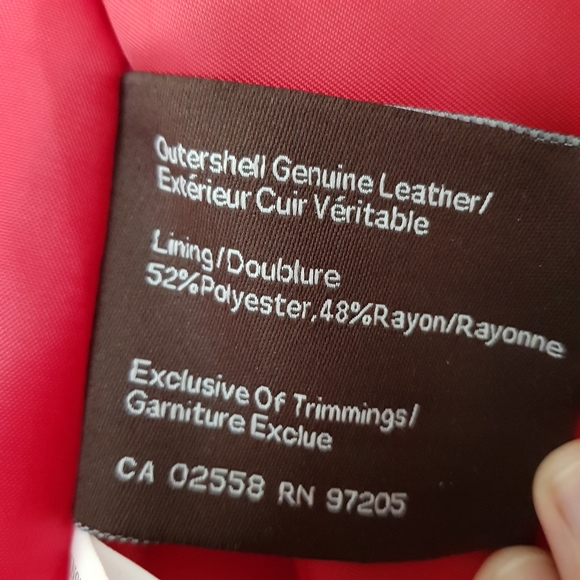 Outershell Genuine Leather/
Extérieur Cuir Véritable
Lining/Doublure
52%Polyester,48%Rayon/Rayonne
Exclusive Of Trimmings/
Garniture Exclue
CA 02558 RN 97205